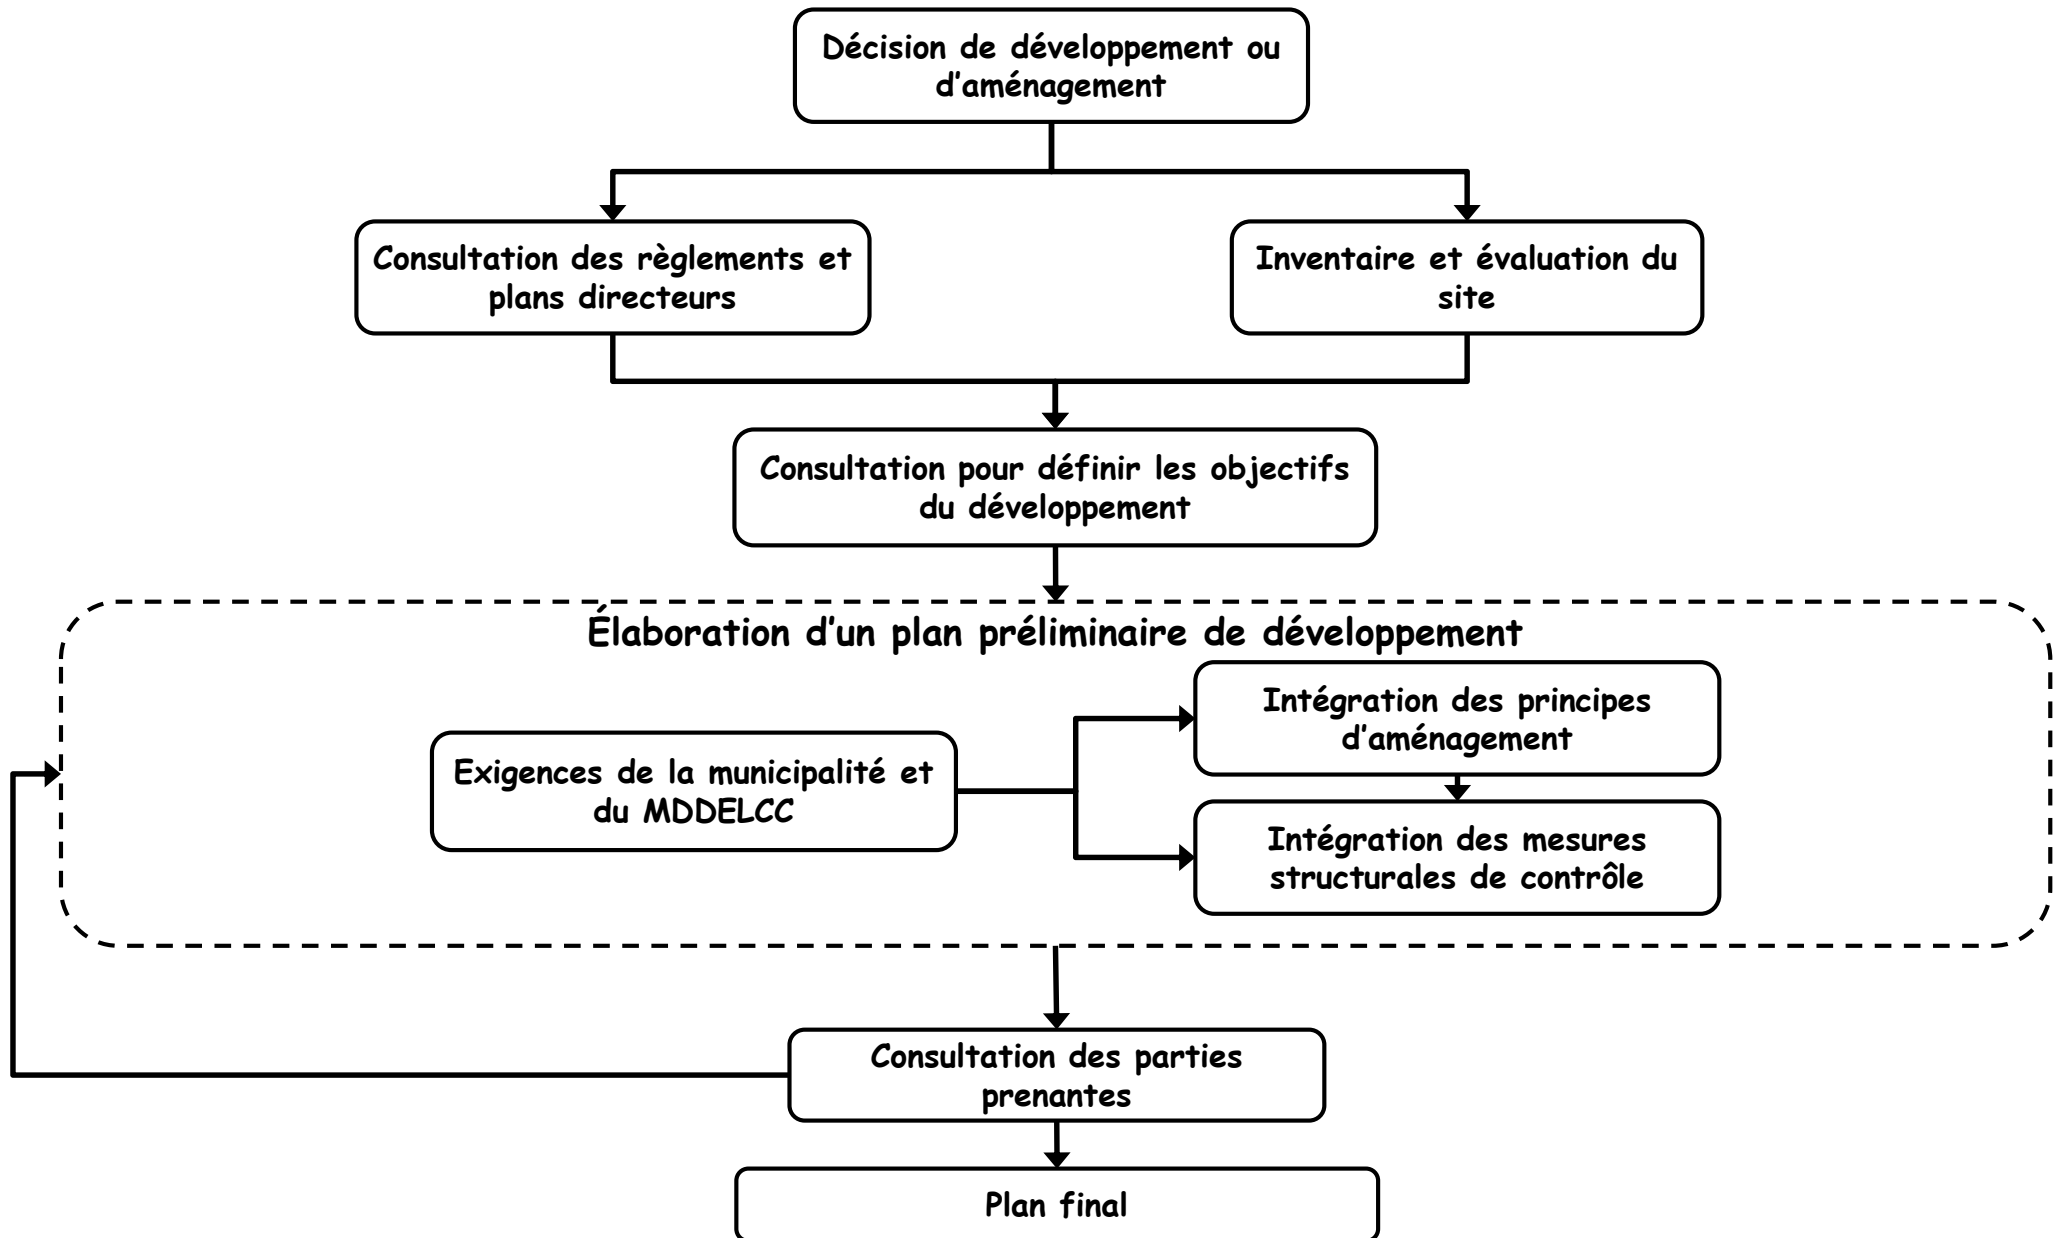 Décision de développement ou
d'aménagement
Consultation des règlements et
plans directeurs
Inventaire et évaluation du
site
Consultation pour définir les objectifs
du développement
Élaboration d'un plan préliminaire de développement
Exigences de la municipalité et
du MDDELCC
Intégration des principes
d'aménagement
Intégration des mesures
structurales de contrôle
Consultation des parties
prenantes
Plan final